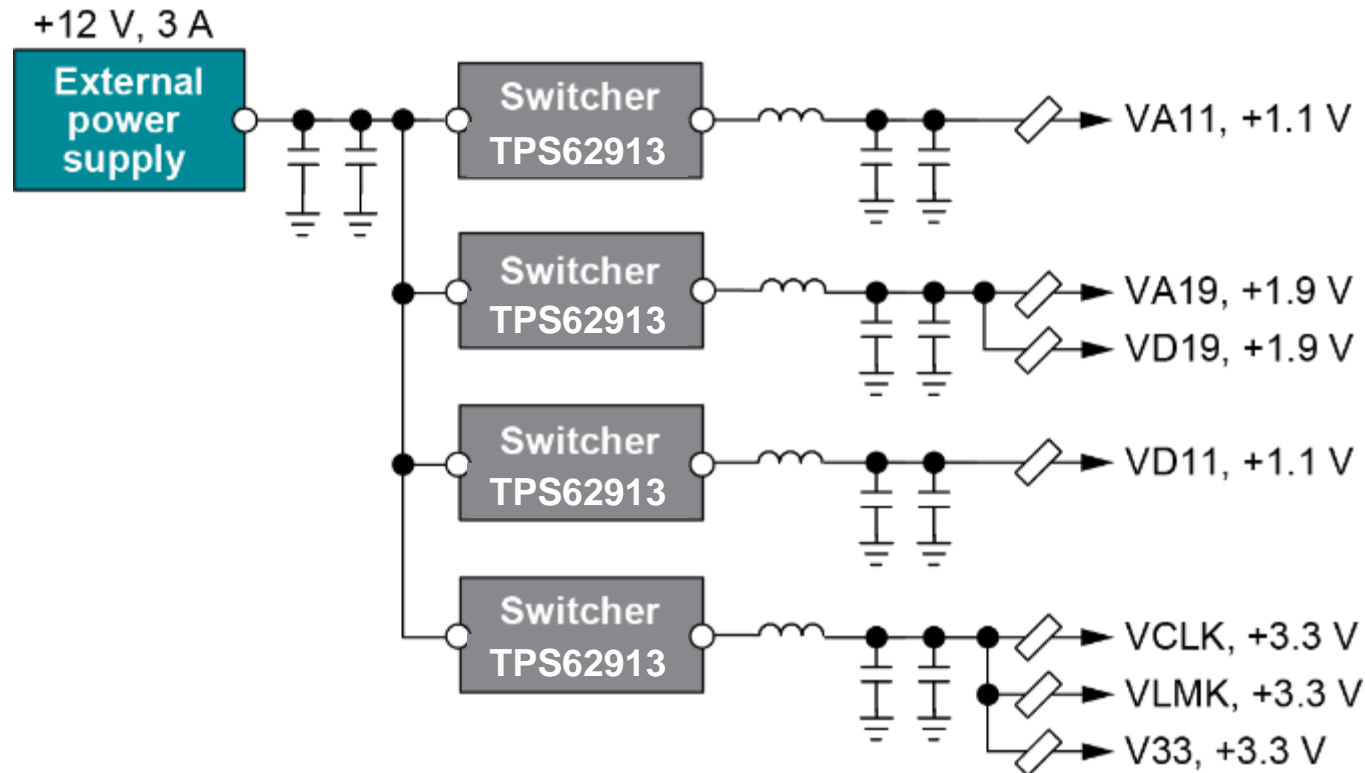 +12 V, 3 A
External
power
supply
Switcher
TPS62913
VA11, +1.1 V
Switcher
TPS62913
VA19, +1.9 V
VD19, +1.9 V
Switcher
TPS62913
VD11, +1.1 V
Switcher
TPS62913
VCLK, +3.3 V
VLMK, +3.3 V
V33, +3.3 V